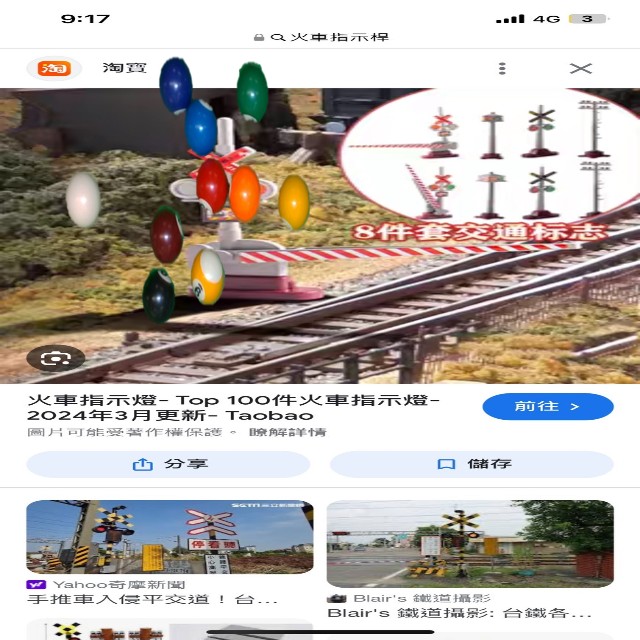 9:17
4G
3
火車指示桿
淘
淘寶
8件套交通标志
火車指示燈- Top 100件火車指示燈-
2024年3月更新- Taobao
前往 >
圖片可能受著作權保護。 瞭解詳情
分享
儲存
停看聽
Yahoo奇摩新聞
手推車入侵平交道！台...
Blair's 鐵道攝影
Blair's 鐵道攝影: 台鐵各...